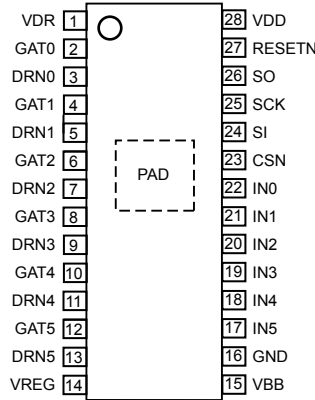 VDR 1 28 VDD
GAT0 2 27 RESETN
DRN0 3 26 SO
GAT1 4 25 SCK
DRN1 5 24 SI
GAT2 6 23 CSN
DRN2 7 PAD 22 IN0
GAT3 8 21 IN1
DRN3 9 20 IN2
GAT4 10 19 IN3
DRN4 11 18 IN4
GAT5 12 17 IN5
DRN5 13 16 GND
VREG 14 15 VBB